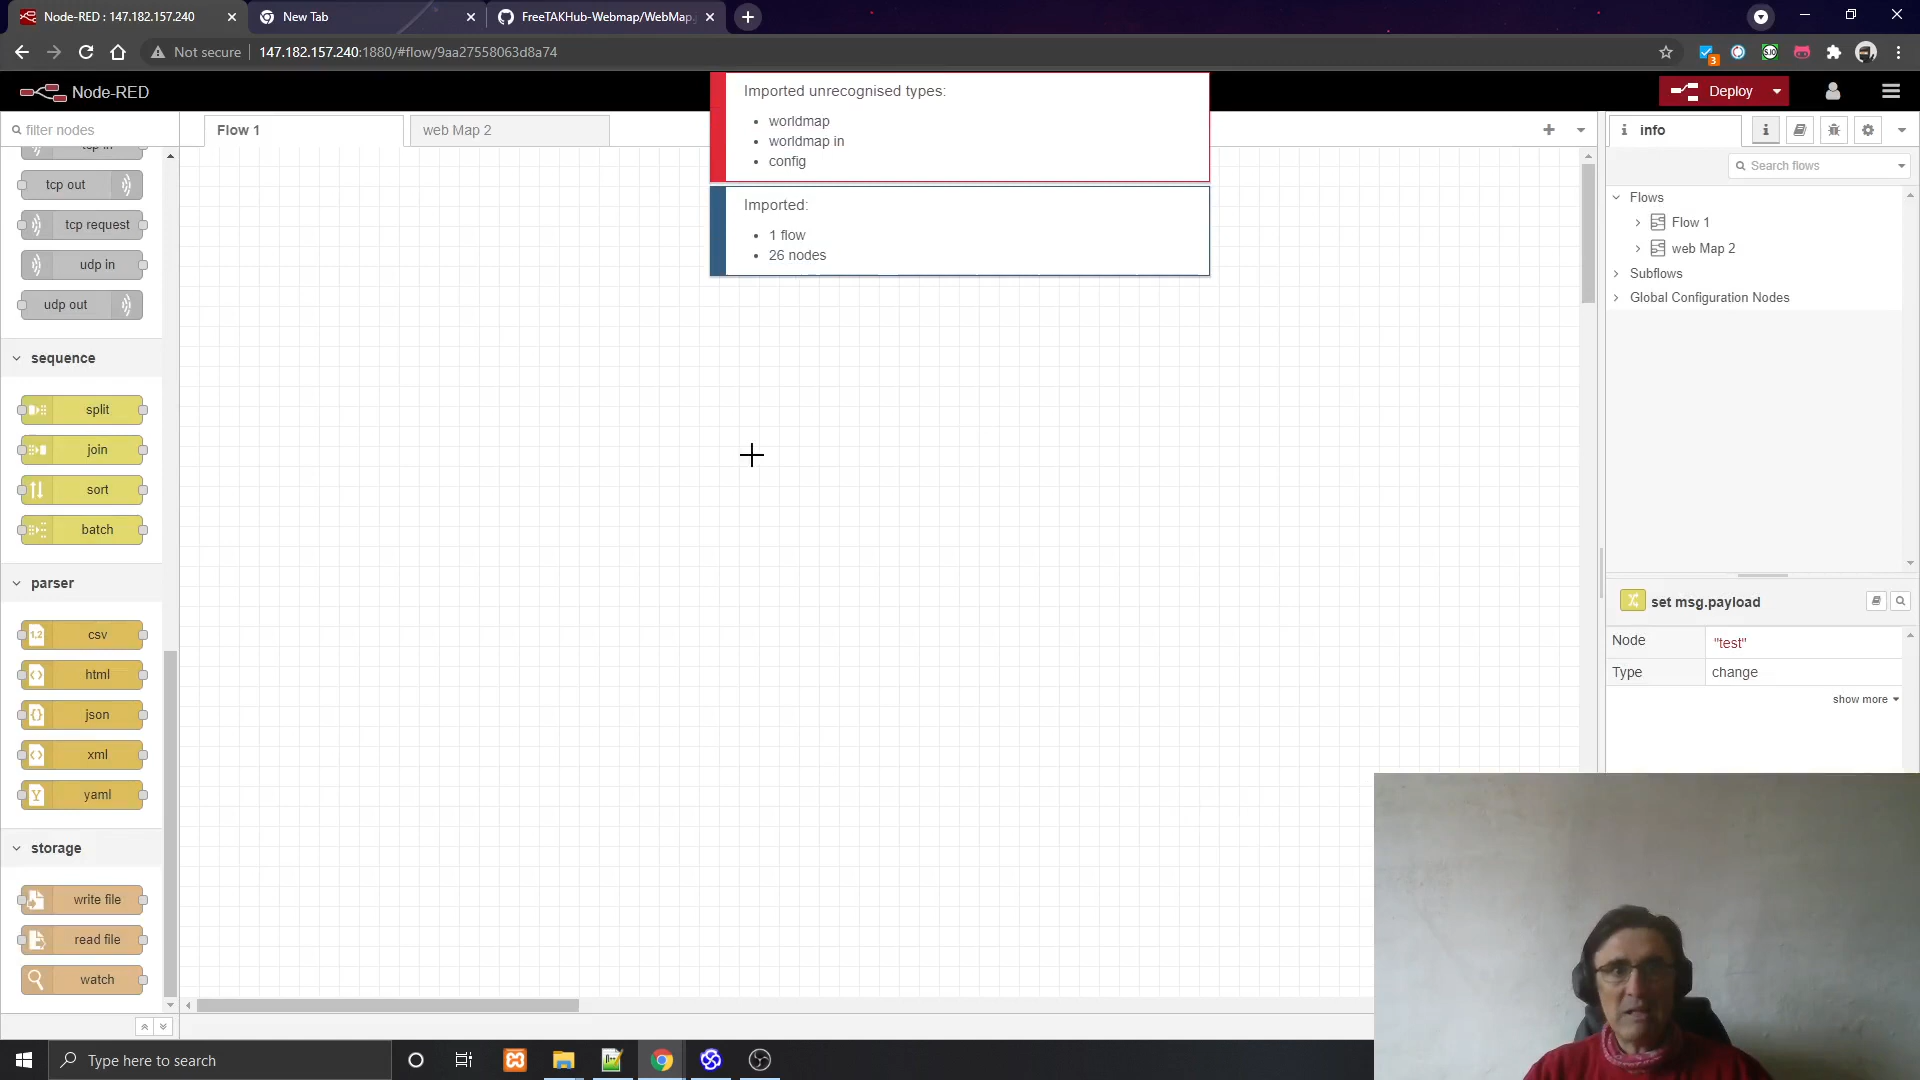 Node-RED : 147.182.157.240
New Tab
FreeTAKHub-Webmap/WebMap.
Not secure
147.182.157.240:1880/#flow/9aa27558063d8a74
3
Node-RED
Deploy
filter nodes
Flow 1
web Map 2
Imported unrecognised types:
worldmap
worldmap in
config
Imported:
1 flow
26 nodes
tcp in
tcp out
tcp request
udp in
udp out
sequence
split
join
sort
batch
parser
csv
html
json
xml
yaml
storage
write file
read file
watch
info
Search flows
Flows
Flow 1
web Map 2
Subflows
Global Configuration Nodes
set msg.payload
Node
"test"
Type
change
show more
Type here to search